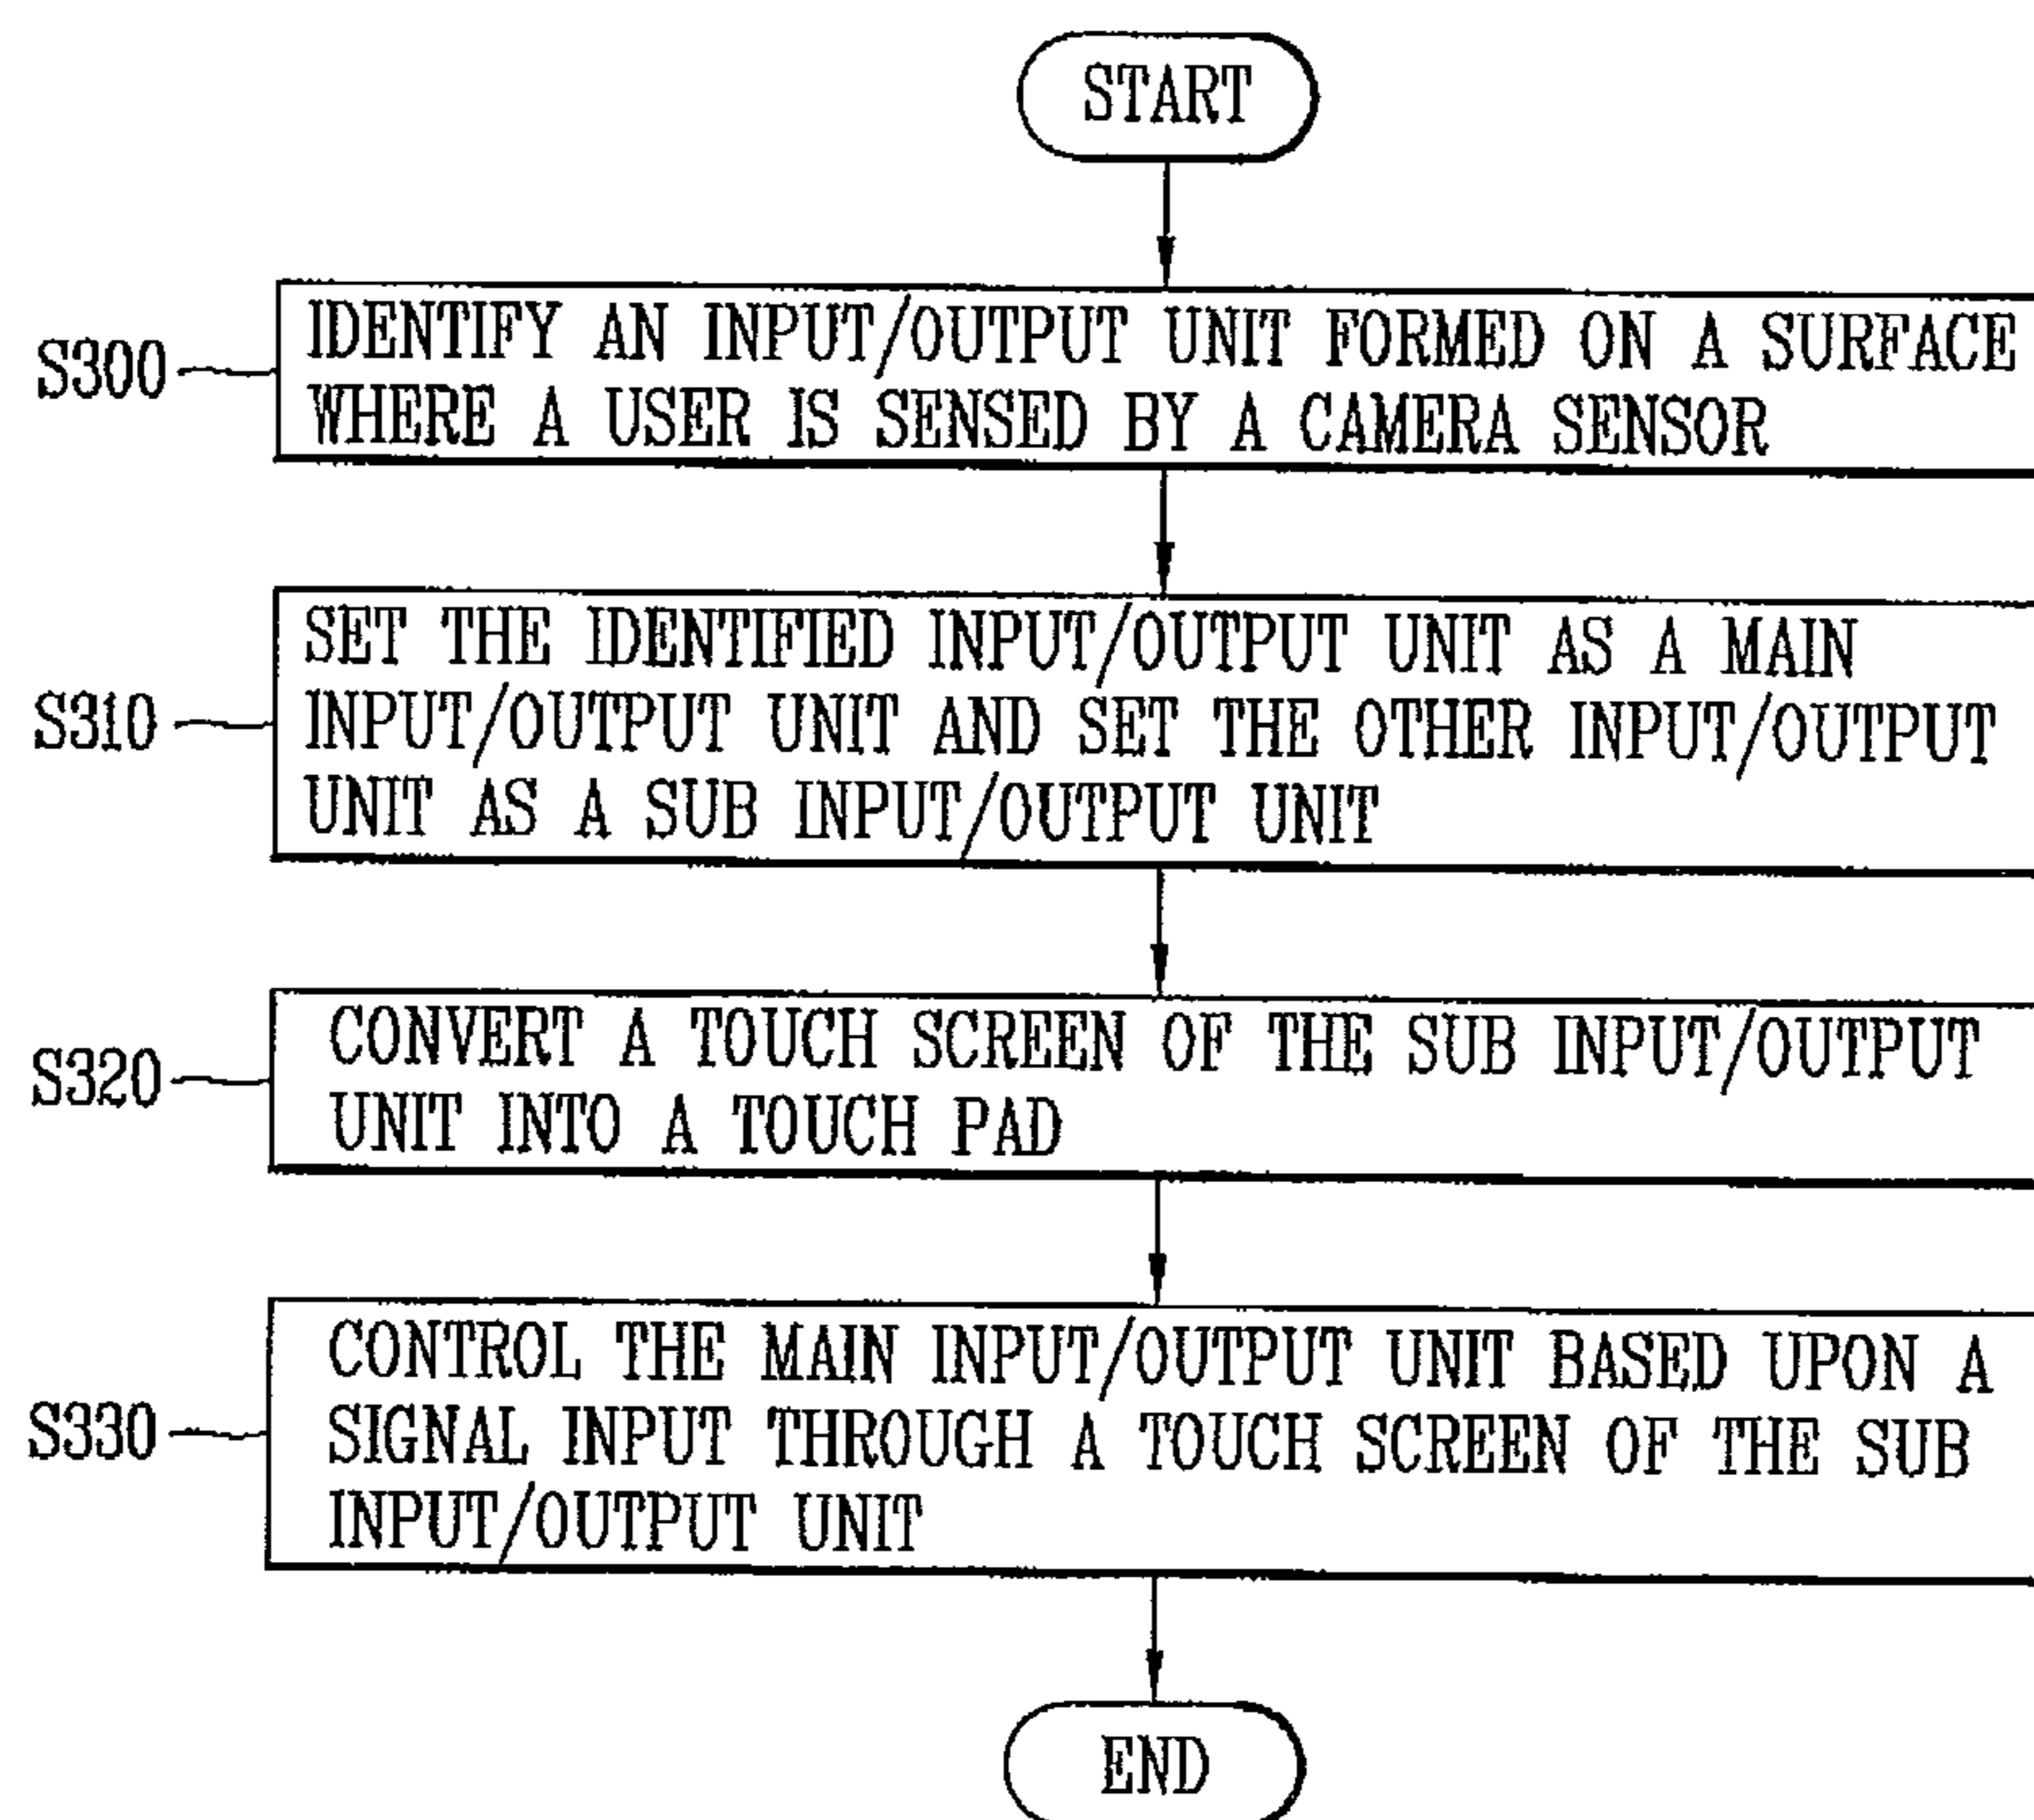 START
S300
IDENTIFY AN INPUT/OUTPUT UNIT FORMED ON A SURFACE
WHERE A USER IS SENSED BY A CAMERA SENSOR
S310
SET THE IDENTIFIED INPUT/OUTPUT UNIT AS A MAIN
INPUT/OUTPUT UNIT AND SET THE OTHER INPUT/OUTPUT
UNIT AS A SUB INPUT/OUTPUT UNIT
S320
CONVERT A TOUCH SCREEN OF THE SUB INPUT/OUTPUT
UNIT INTO A TOUCH PAD
S330
CONTROL THE MAIN INPUT/OUTPUT UNIT BASED UPON A
SIGNAL INPUT THROUGH A TOUCH SCREEN OF THE SUB
INPUT/OUTPUT UNIT
END